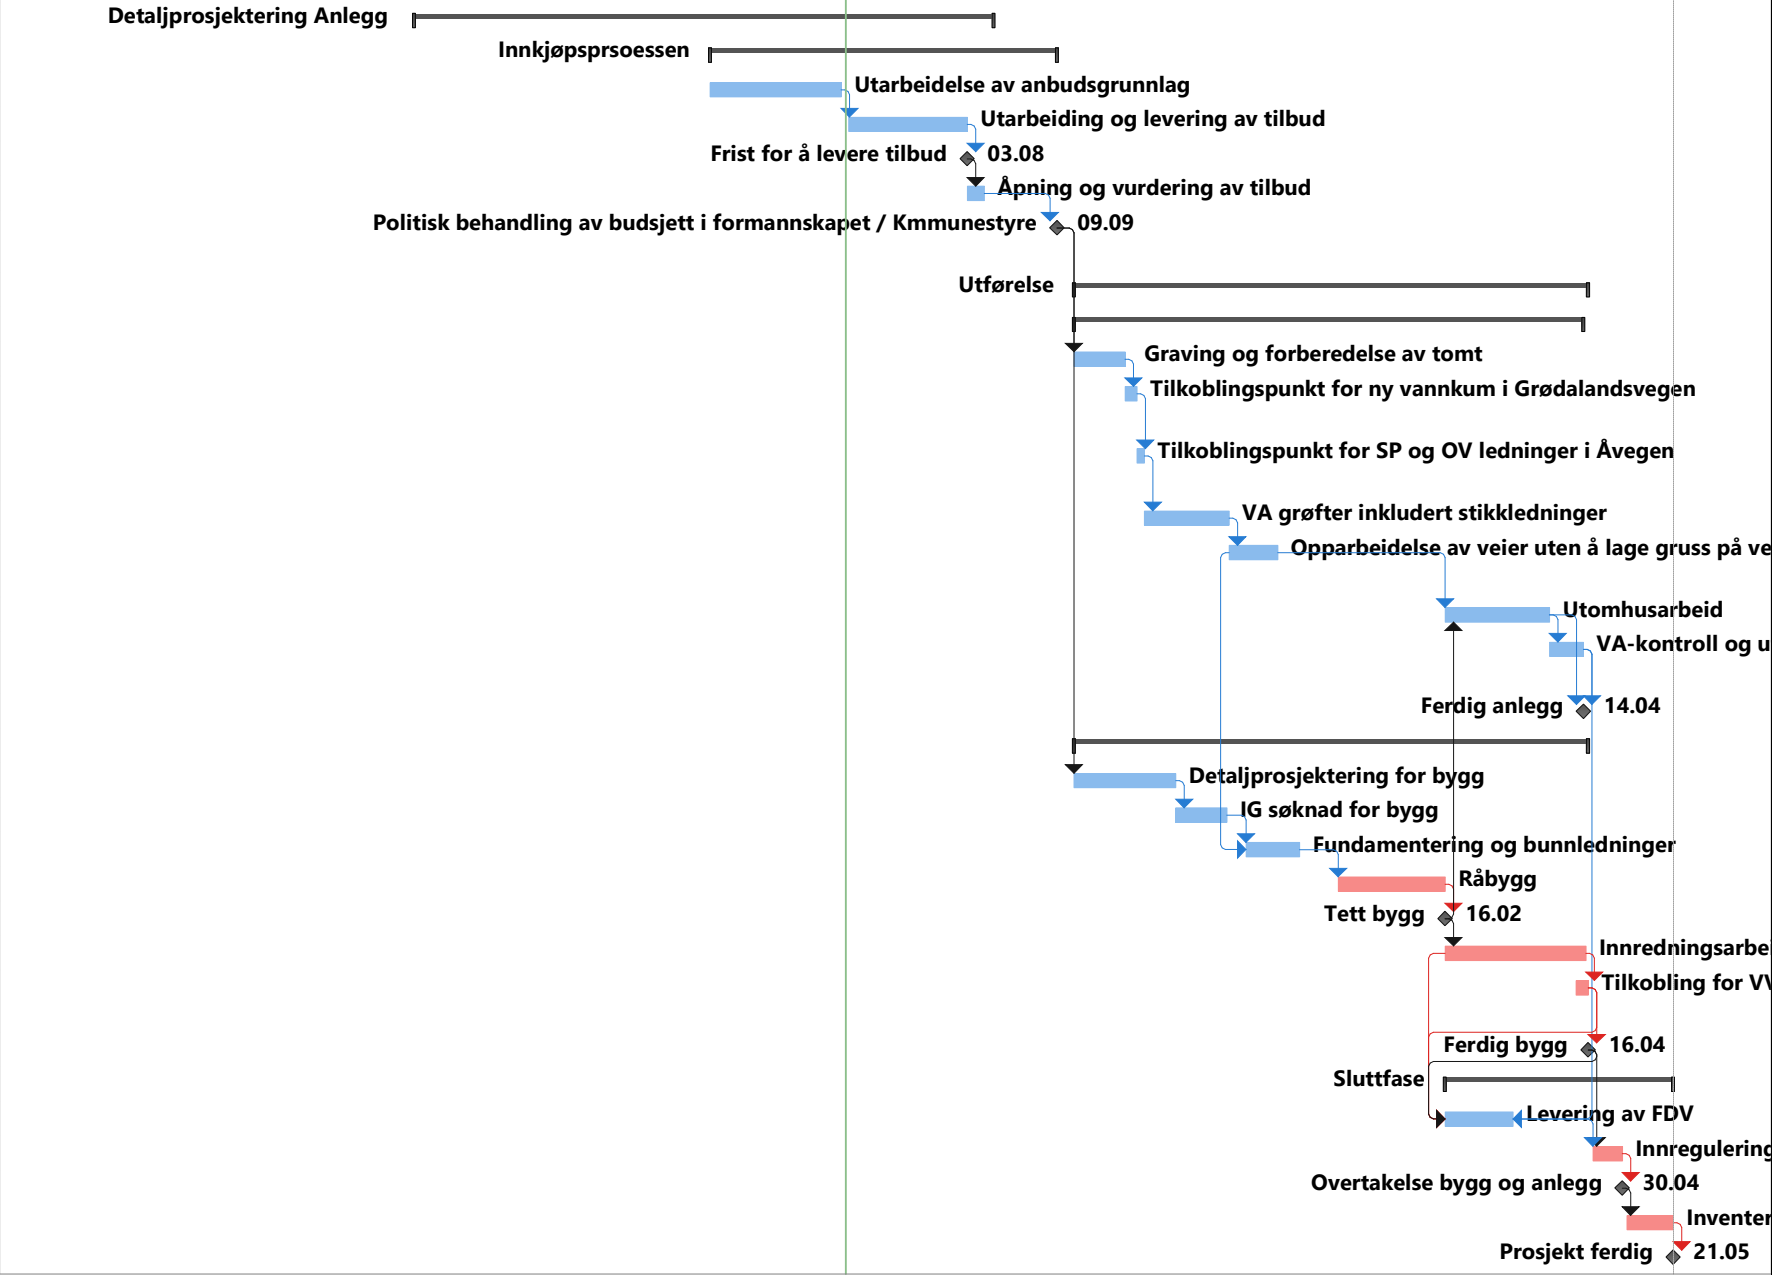 Detaljprosjektering Anlegg
Innkjøpsprsoessen
Utarbeidelse av anbudsgrunnlag
Utarbeiding og levering av tilbud
Frist for å levere tilbud 03.08
Åpning og vurdering av tilbud
Politisk behandling av budsjett i formannskapet / Kmmunestyre 09.09
Utførelse
Graving og forberedelse av tomt
Tilkoblingspunkt for ny vannkum i Grødalandsvegen
Tilkoblingspunkt for SP og OV ledninger i Åvegen
VA grøfter inkludert stikkledninger
Opparbeidelse av veier uten å lage gruss på ve
Utomhusarbeid
VA-kontroll og u
Ferdig anlegg 14.04
Detaljprosjektering for bygg
IG søknad for bygg
Fundamentering og bunnledninger
Råbygg
Tett bygg 16.02
Innredningsarbe
Tilkobling for VV
Ferdig bygg 16.04
Sluttfase
Levering av FDV
Innregulering
Overtakelse bygg og anlegg 30.04
Inventer
Prosjekt ferdig 21.05